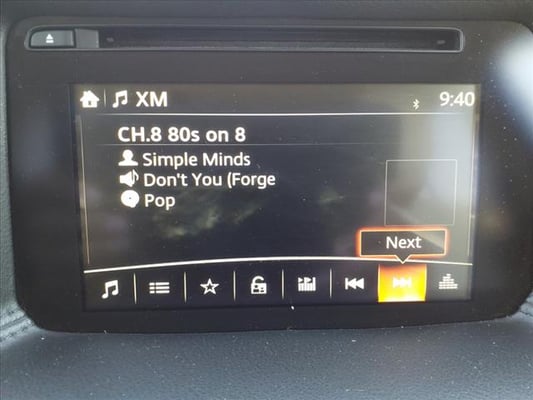 XM 9:40
CH.8 80s on 8
Simple Minds
Don't You (Forge
Pop
Next